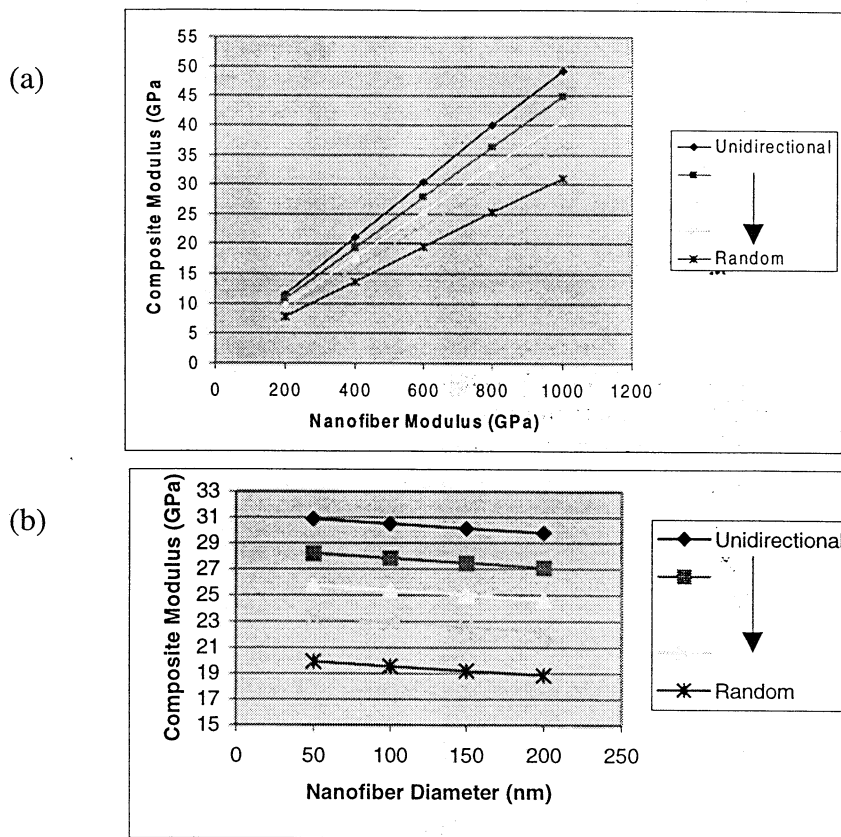 (a)
Composite Modulus (GPa
55
50
45
40
35
30
25
20
15
10
5
0
0 200 400 600 800 1000 1200
Nanofiber Modulus (GPa)
Unidirectional
Random
(b)
Composite Modulus (GPa)
33
31
29
27
25
23
21
19
17
15
0 50 100 150 200 250
Nanofiber Diameter (nm)
Unidirectional
Random